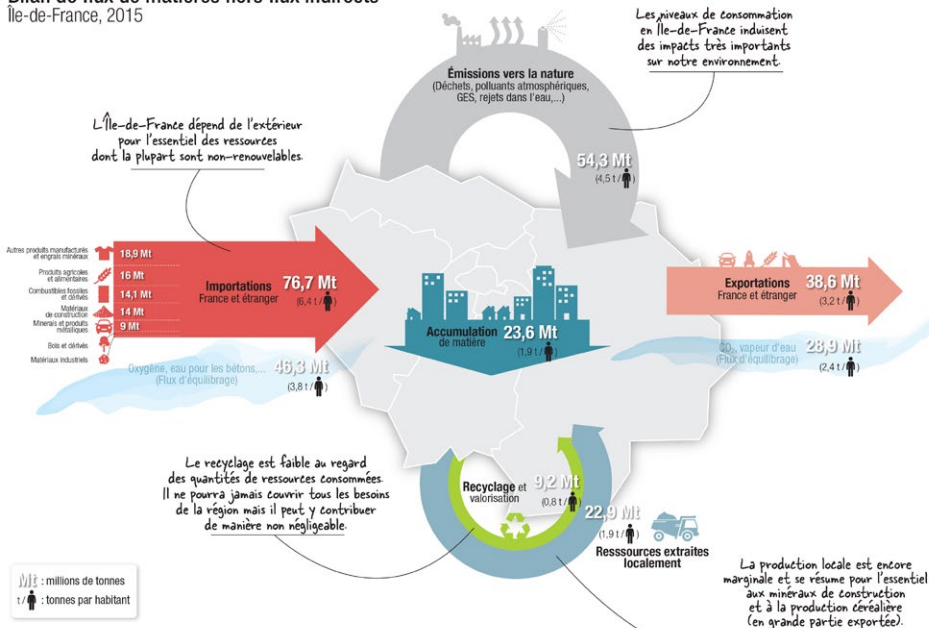 Bilan de flux de matières hors flux indirects
Île-de-France, 2015
Les niveaux de consommation
en Île-de-France induisent
des impacts très importants
sur notre environnement.
Émissions vers la nature
(Déchets, polluants atmosphériques,
GES, rejets dans l'eau,...)
54,3 Mt
(4,5 t/)
L'Île-de-France dépend de l'extérieur
pour l'essentiel des ressources
dont la plupart sont non-renouvelables.
Autres produits manufacturés
et engrais minéraux
18,9 Mt
Produits agricoles
et alimentaires
16 Mt
Combustibles fossiles
et dérivés
14,1 Mt
Matériaux
de construction
14 Mt
Minerais et produits
métalliques
9 Mt
Bois et dérivés
Matériaux industriels
Importations 76,7 Mt
France et étranger (6,4 t/)
Oxygène, eau pour les bétons,... 46,3 Mt
(Flux d'équilibrage) (3,8 t/)
Accumulation 23,6 Mt
de matière (1,9 t/)
Exportations 38,6 Mt
France et étranger (3,2 t/)
CO2, vapeur d'eau 28,9 Mt
(Flux d'équilibrage) (2,4 t/)
Le recyclage est faible au regard
des quantités de ressources consommées.
Il ne pourra jamais couvrir tous les besoins
de la région mais il peut y contribuer
de manière non négligeable.
Recyclage et 9,2 Mt
valorisation (0,8 t/)
22,9 Mt
(1,9 t/)
Resssources extraites
localement
La production locale est encore
marginale et se résume pour l'essentiel
aux minéraux de construction
et à la production céréalière
(en grande partie exportée).
Mt : millions de tonnes
t/ : tonnes par habitant